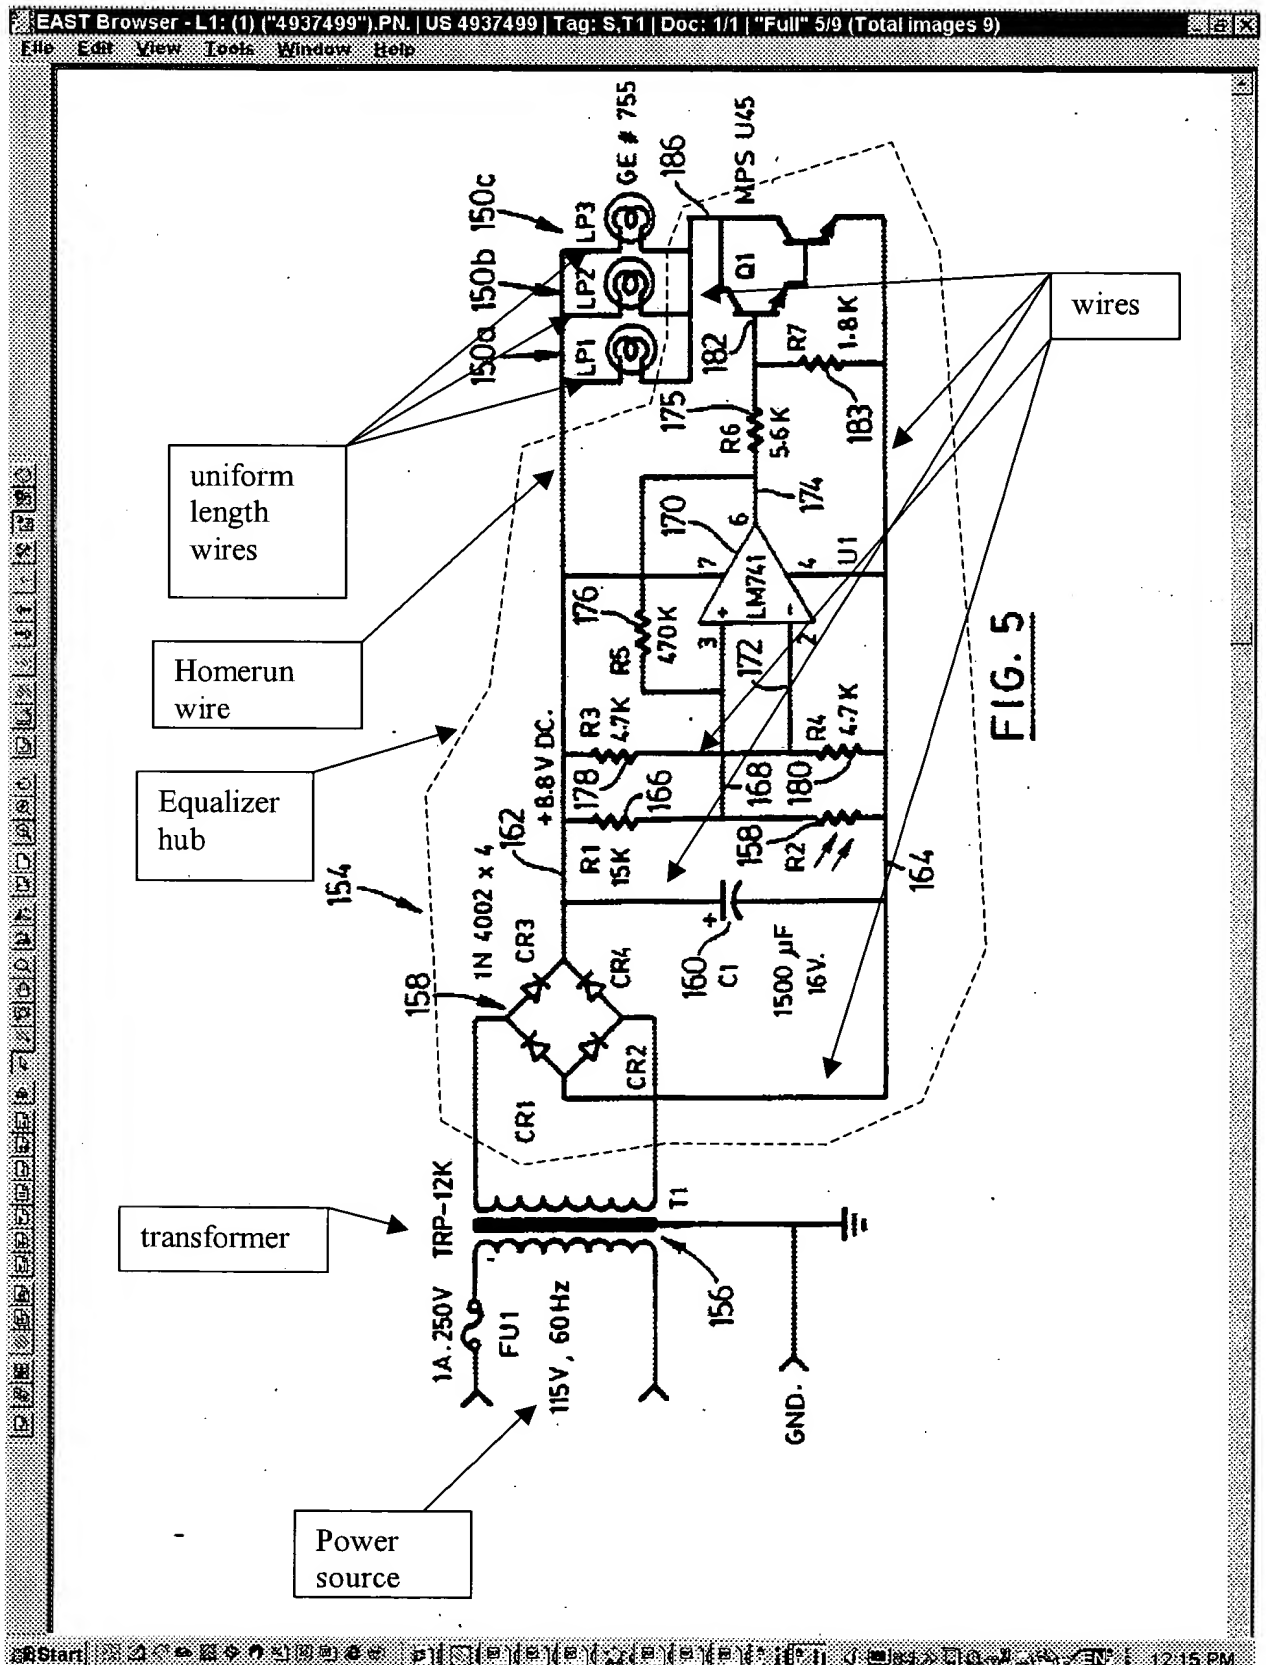 EAST Browser - L1: (1) ("4937499").PN. | US 4937499 | Tag: S,T1 | Doc: 1/1 | "Full" 5/9 (Total images 9)
File Edit View Tools Window Help
uniform
length
wires
Homerun
wire
Equalizer
hub
transformer
Power
source
wires
1A.250V
TRP-12K
FU1
115V, 60Hz
156
T1
GND.
154
158
1N 4002 x 4
CR3
CR4
CR1
CR2
162
+8.8V DC.
160
C1
+
1500 µF
16V.
R1
15K
166
178
R3
4.7K
168
158
R2
180
R4
4.7K
164
R5
470K
176
172
3
+
2
-
LM741
7
4
6
170
U1
174
R6
5.6K
175
182
R7
1.8K
183
Q1
MPS U45
186
150a
150b
150c
LP1
LP2
LP3
GE # 755
FIG. 5
Start
EN
12:15 PM